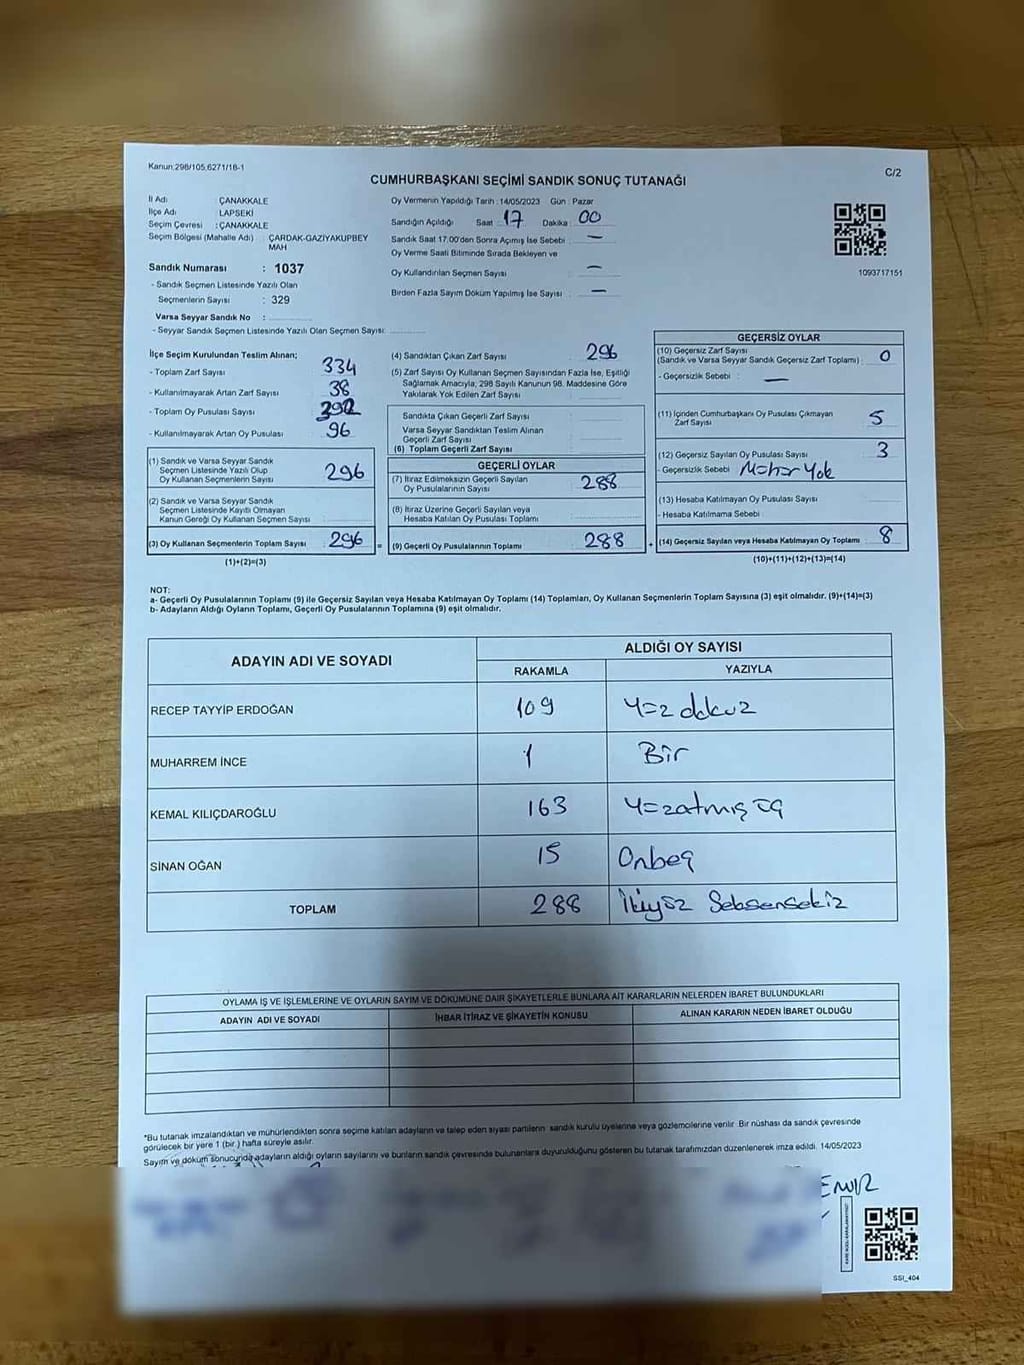 Kanun:298/105,6271/16-1
C/2
CUMHURBAŞKANI SEÇİMİ SANDIK SONUÇ TUTANAĞI
İl Adı : ÇANAKKALE
İlçe Adı : LAPSEKİ
Seçim Çevresi : ÇANAKKALE
Seçim Bölgesi (Mahalle Adı) : ÇARDAK-GAZİYAKUPBEY
MAH
Sandık Numarası : 1037
- Sandık Seçmen Listesinde Yazılı Olan
Seçmenlerin Sayısı : 329
Varsa Seyyar Sandık No :
- Seyyar Sandık Seçmen Listesinde Yazılı Olan Seçmen Sayısı:
Oy Vermenin Yapıldığı Tarih : 14/05/2023 Gün : Pazar
Sandığın Açıldığı Saat : 17 Dakika : 00
Sandık Saat 17.00'den Sonra Açımış İse Sebebi : —
Oy Verme Saati Bitiminde Sırada Bekleyen ve
Oy Kullandırılan Seçmen Sayısı : —
Birden Fazla Sayım Döküm Yapılmış İse Sayısı : —
1093717151
İlçe Seçim Kurulundan Teslim Alınan;
- Toplam Zarf Sayısı : 334
- Kullanılmayarak Artan Zarf Sayısı : 38
- Toplam Oy Pusulası Sayısı : 392
- Kullanılmayarak Artan Oy Pusulası : 96
(1) Sandık ve Varsa Seyyar Sandık
Seçmen Listesinde Yazılı Olup
Oy Kullanan Seçmenlerin Sayısı : 296
(2) Sandık ve Varsa Seyyar Sandık
Seçmen Listesinde Kayıtlı Olmayan
Kanun Gereği Oy Kullanan Seçmen Sayısı :
(3) Oy Kullanan Seçmenlerin Toplam Sayısı : 296
(1)+(2)=(3)
(4) Sandıktan Çıkan Zarf Sayısı : 296
(5) Zarf Sayısı Oy Kullanan Seçmen Sayısından Fazla İse, Eşitliği
Sağlamak Amacıyla, 298 Sayılı Kanunun 98. Maddesine Göre
Yakılarak Yok Edilen Zarf Sayısı :
Sandıkta Çıkan Geçerli Zarf Sayısı :
Varsa Seyyar Sandıktan Teslim Alınan
Geçerli Zarf Sayısı :
(6) Toplam Geçerli Zarf Sayısı :
GEÇERLİ OYLAR
(7) İtiraz Edilmeksizin Geçerli Sayılan
Oy Pusulalarının Sayısı : 288
(8) İtiraz Üzerine Geçerli Sayılan veya
Hesaba Katılan Oy Pusulası Toplamı :
= (9) Geçerli Oy Pusulalarının Toplamı : 288
GEÇERSİZ OYLAR
(10) Geçersiz Zarf Sayısı
(Sandık ve Varsa Seyyar Sandık Geçersiz Zarf Toplamı) : 0
- Geçersizlik Sebebi : —
(11) İçinden Cumhurbaşkanı Oy Pusulası Çıkmayan
Zarf Sayısı : 5
(12) Geçersiz Sayılan Oy Pusulası Sayısı : 3
- Geçersizlik Sebebi : Mühür Yok
(13) Hesaba Katılmayan Oy Pusulası Sayısı :
- Hesaba Katılmama Sebebi :
+ (14) Geçersiz Sayılan veya Hesaba Katılmayan Oy Toplamı : 8
(10)+(11)+(12)+(13)=(14)
NOT:
a- Geçerli Oy Pusulalarının Toplamı (9) ile Geçersiz Sayılan veya Hesaba Katılmayan Oy Toplamı (14) Toplamları, Oy Kullanan Seçmenlerin Toplam Sayısına (3) eşit olmalıdır. (9)+(14)=(3)
b- Adayların Aldığı Oyların Toplamı, Geçerli Oy Pusulalarının Toplamına (9) eşit olmalıdır.
ADAYIN ADI VE SOYADI
ALDIĞI OY SAYISI
RAKAMLA YAZIYLA
RECEP TAYYİP ERDOĞAN 109 Yüz dokuz
MUHARREM İNCE 1 Bir
KEMAL KILIÇDAROĞLU 163 Yüzatmış üç
SİNAN OĞAN 15 Onbeş
TOPLAM 288 İkiyüz Seksensekiz
OYLAMA İŞ VE İŞLEMLERİNE VE OYLARIN SAYIM VE DÖKÜMÜNE DAİR ŞİKAYETLERLE BUNLARA AİT KARARLARIN NELERDEN İBARET BULUNDUKLARI
ADAYIN ADI VE SOYADI İHBAR İTİRAZ VE ŞİKAYETİN KONUSU ALINAN KARARIN NEDEN İBARET OLDUĞU
*Bu tutanak imzalandıktan ve mühürlendikten sonra seçime katılan adayların ve talep eden siyasi partilerin sandık kurulu üyelerine veya gözlemcilerine verilir. Bir nüshası da sandık çevresinde
görülecek bir yere 1 (bir ) hafta süreyle asılır.
Sayım ve döküm sonucunda adayların aldığı oyların sayılarını ve bunların sandık çevresinde bulunanlara duyurulduğunu gösteren bu tutanak tarafımızdan düzenlenerek imza edildi. 14/05/2023
SSI_404